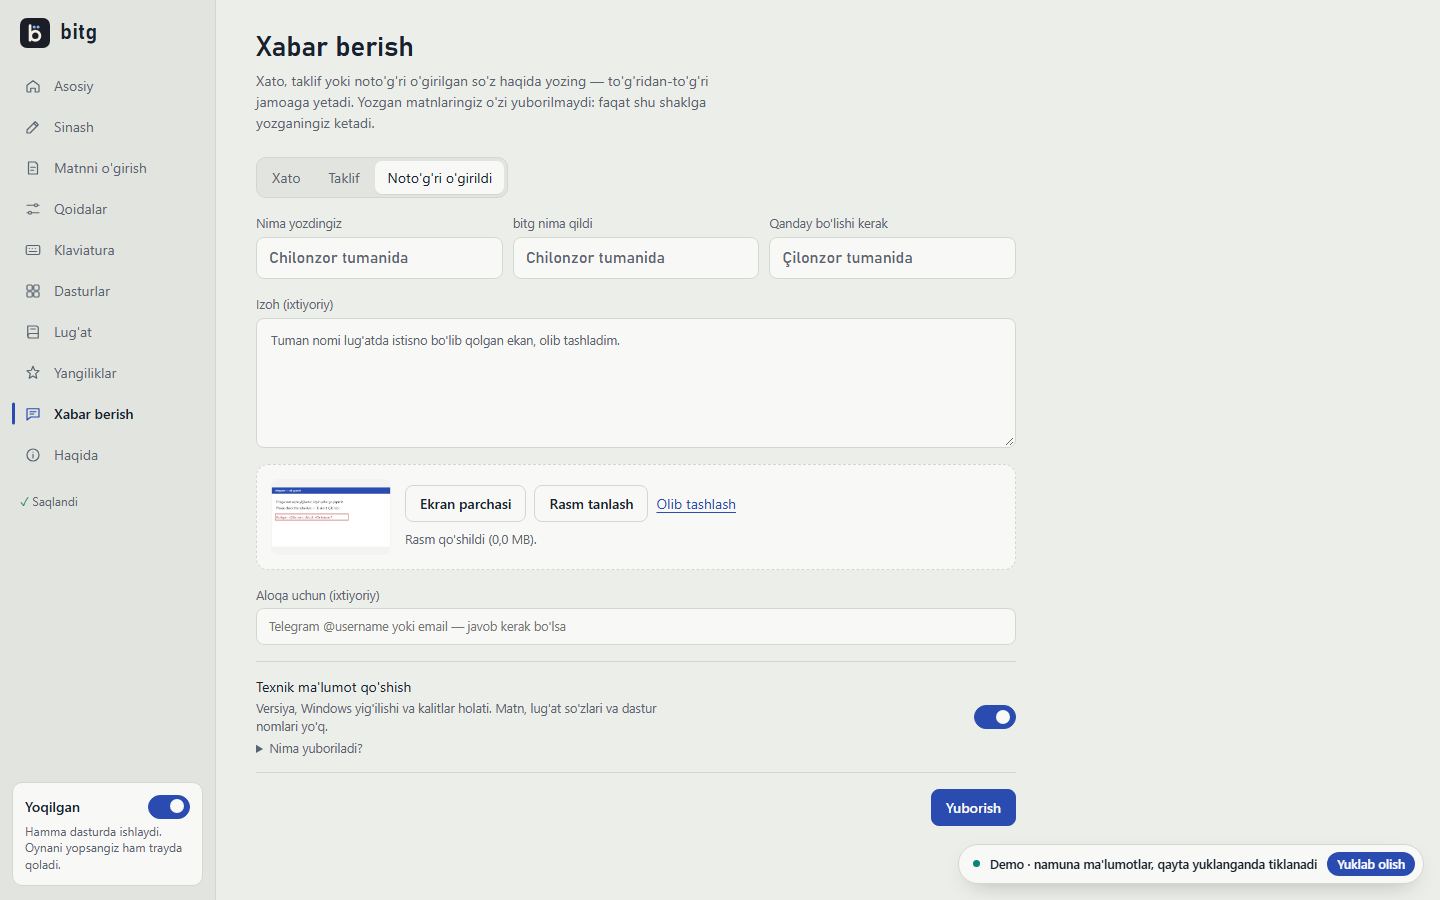 bitg
Asosiy
Sinash
Matnni o'girish
Qoidalar
Klaviatura
Dasturlar
Lug'at
Yangiliklar
Xabar berish
Haqida
✓ Saqlandi
Yoqilgan
Hamma dasturda ishlaydi.
Oynani yopsangiz ham trayda
qoladi.
Xabar berish
Xato, taklif yoki noto'g'ri o'girilgan so'z haqida yozing — to'g'ridan-to'g'ri
jamoaga yetadi. Yozgan matnlaringiz o'zi yuborilmaydi: faqat shu shaklga
yozganingiz ketadi.
Xato Taklif Noto'g'ri o'girildi
Nima yozdingiz bitg nima qildi Qanday bo'lishi kerak
Chilonzor tumanida Chilonzor tumanida Çilonzor tumanida
Izoh (ixtiyoriy)
Tuman nomi lug'atda istisno bo'lib qolgan ekan, olib tashladim.
Ekran parchasi Rasm tanlash Olib tashlash
Rasm qo'shildi (0,0 MB).
Aloqa uchun (ixtiyoriy)
Telegram @username yoki email — javob kerak bo'lsa
Texnik ma'lumot qo'shish
Versiya, Windows yig'ilishi va kalitlar holati. Matn, lug'at so'zlari va dastur
nomlari yo'q.
Nima yuboriladi?
Yuborish
Demo · namuna ma'lumotlar, qayta yuklanganda tiklanadi Yuklab olish